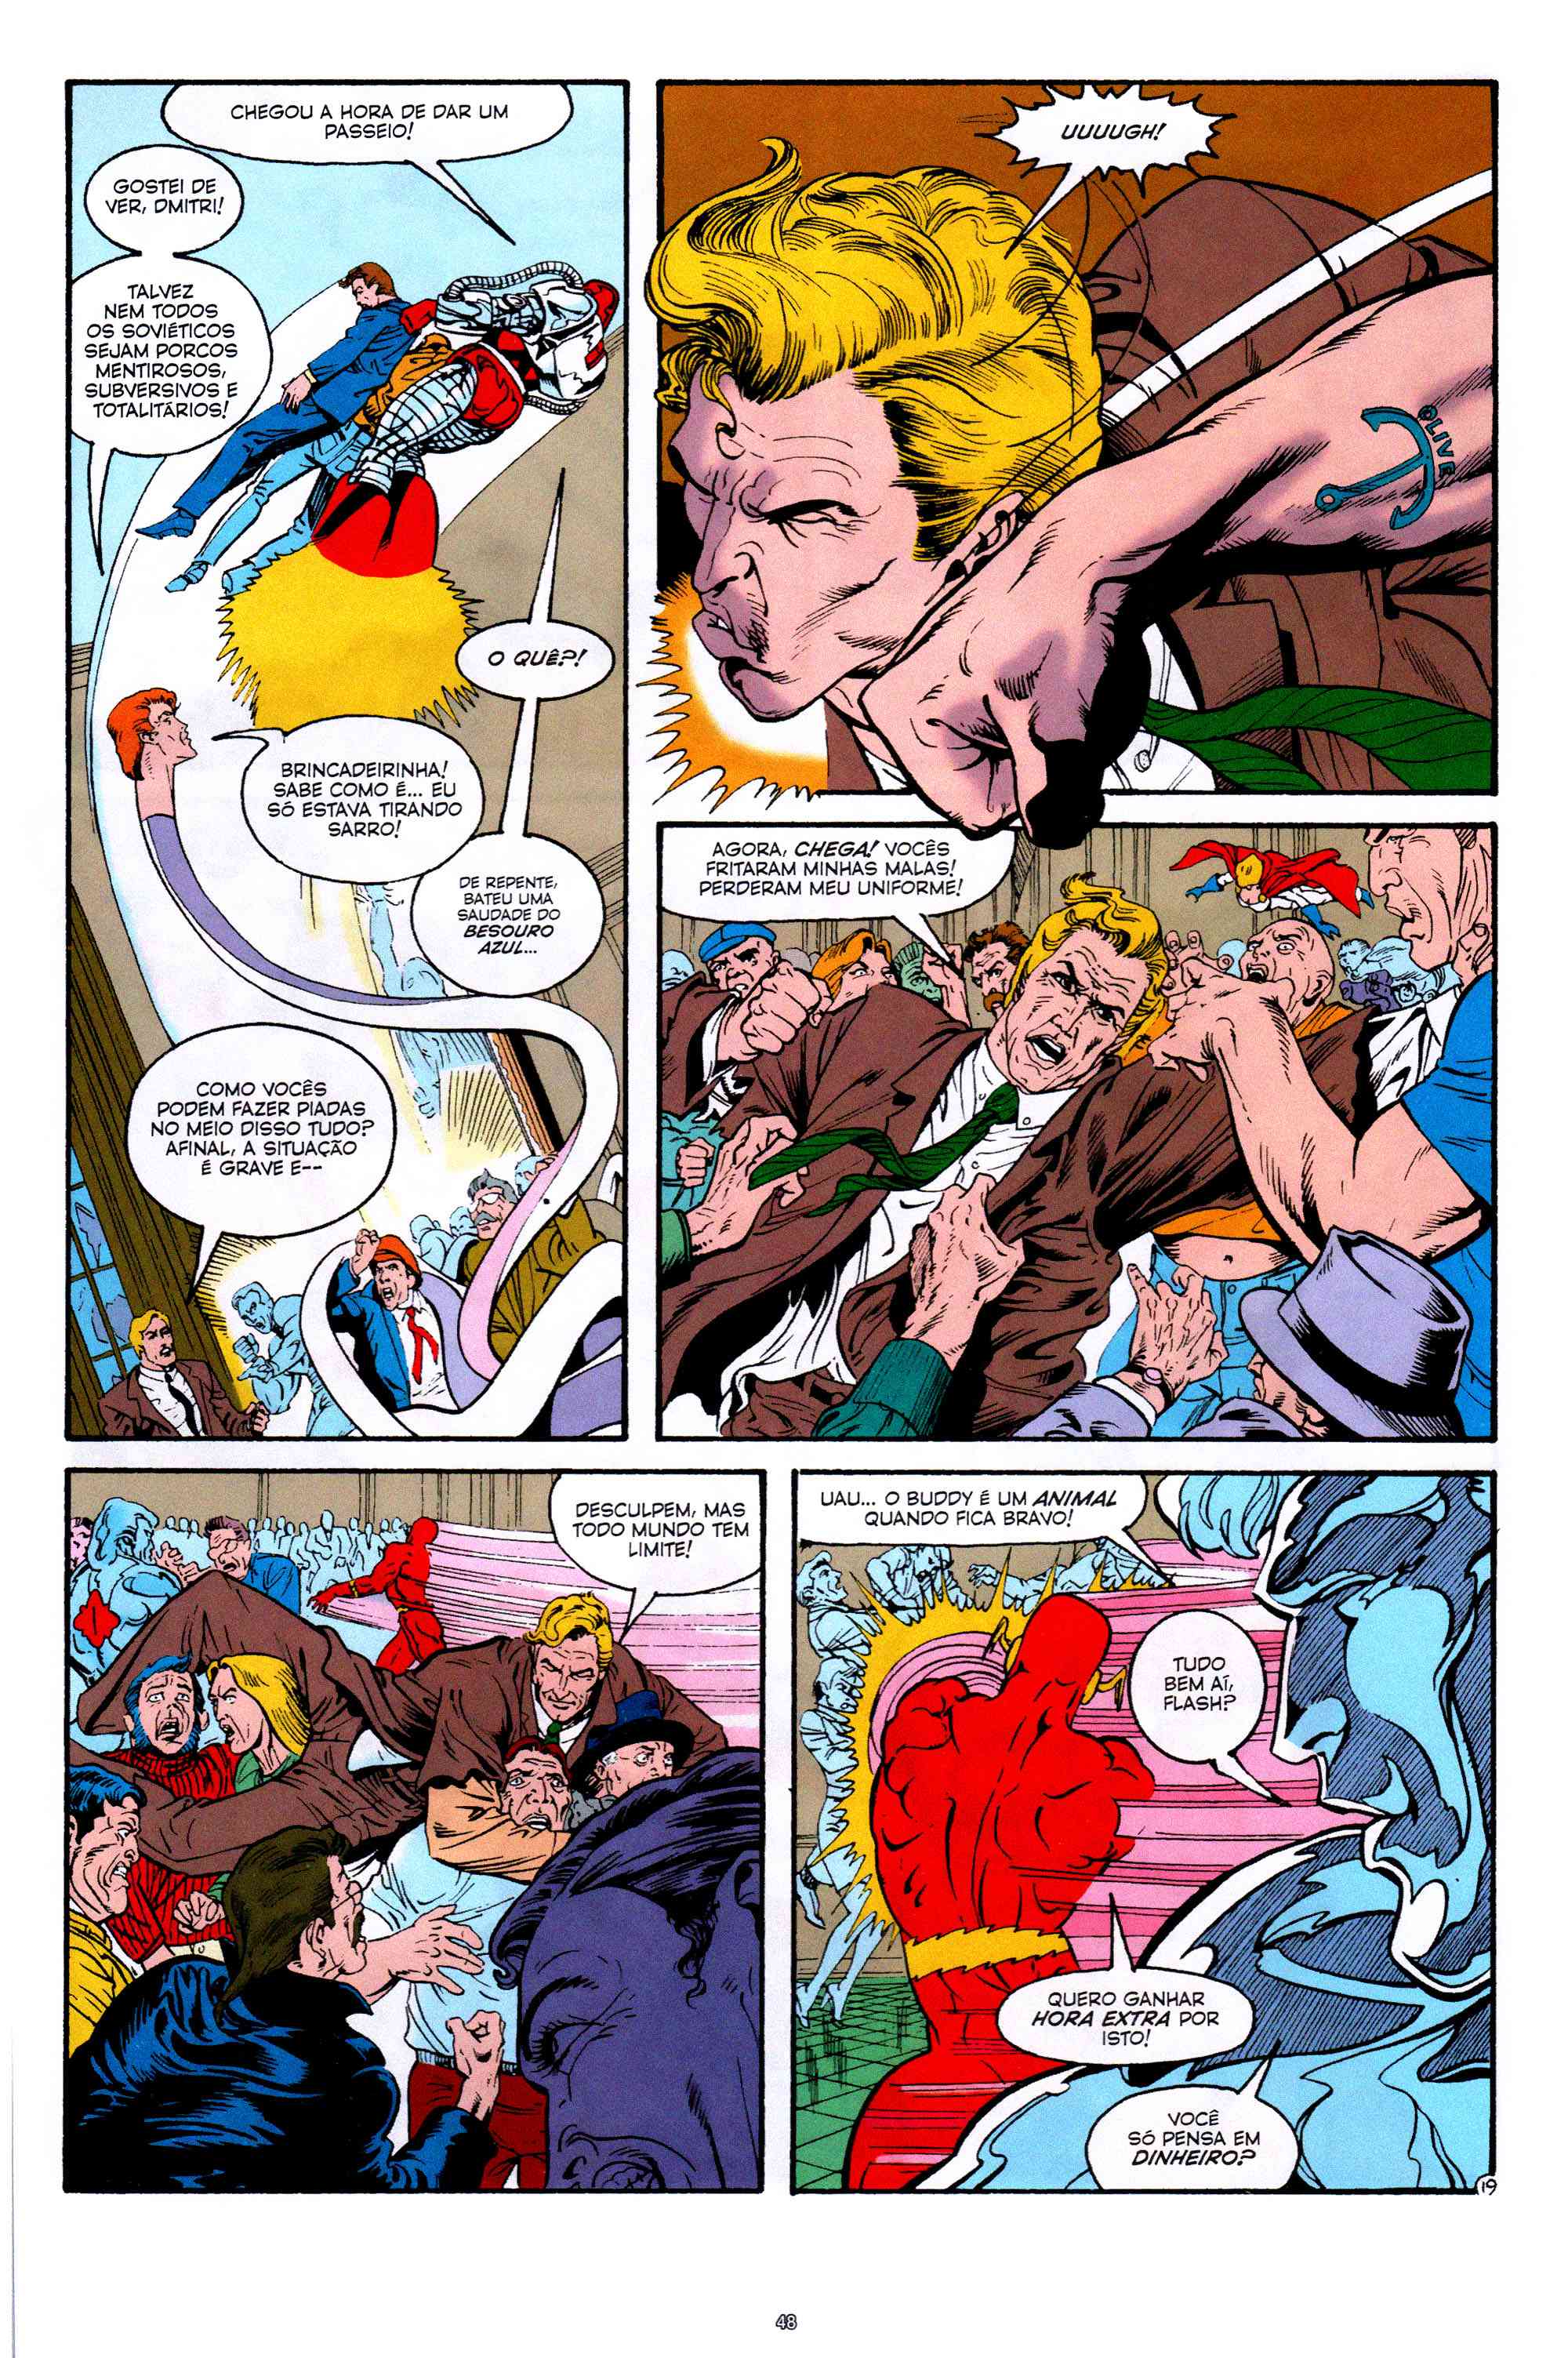 CHEGOU A HORA DE DAR UM
PASSEIO!
GOSTEI DE
VER, DMITRI!
TALVEZ
NEM TODOS
OS SOVIÉTICOS
SEJAM PORCOS
MENTIROSOS,
SUBVERSIVOS E
TOTALITÁRIOS!
O QUÊ?!
BRINCADEIRINHA!
SABE COMO É... EU
SÓ ESTAVA TIRANDO
SARRO!
DE REPENTE,
BATEU UMA
SAUDADE DO
BESOURO
AZUL...
COMO VOCÊS
PODEM FAZER PIADAS
NO MEIO DISSO TUDO?
AFINAL, A SITUAÇÃO
É GRAVE E--
UUUUGH!
OLIVE
AGORA, CHEGA! VOCÊS
FRITARAM MINHAS MALAS!
PERDERAM MEU UNIFORME!
DESCULPEM, MAS
TODO MUNDO TEM
LIMITE!
UAU... O BUDDY É UM ANIMAL
QUANDO FICA BRAVO!
TUDO
BEM AÍ,
FLASH?
QUERO GANHAR
HORA EXTRA POR
ISTO!
VOCÊ
SÓ PENSA EM
DINHEIRO?
19
48